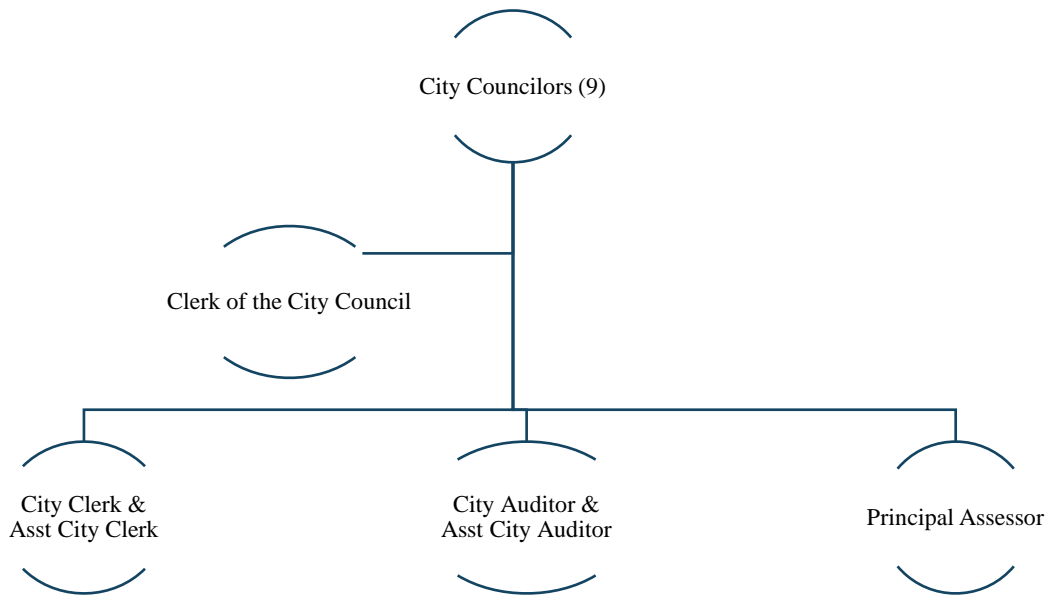 City Councilors (9)
Clerk of the City Council
City Clerk &
Asst City Clerk
City Auditor &
Asst City Auditor
Principal Assessor